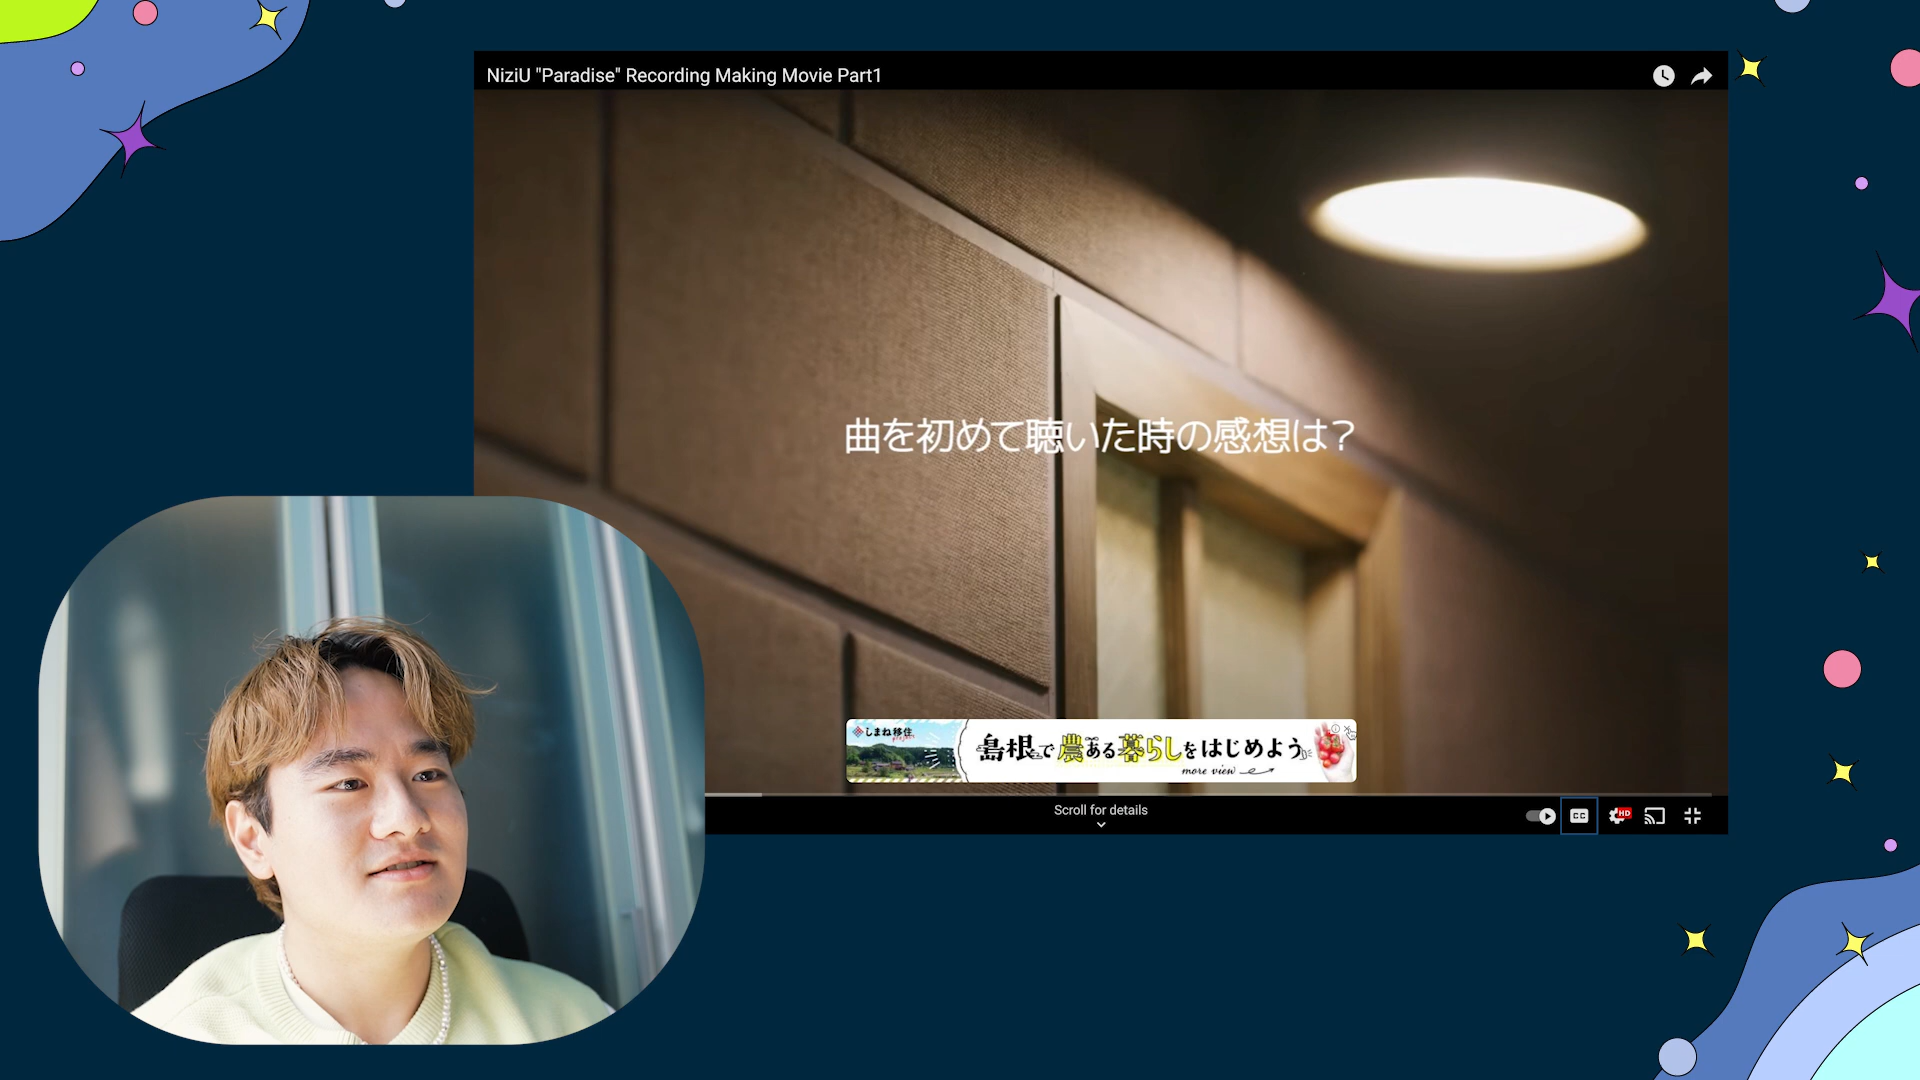 NiziU "Paradise" Recording Making Movie Part1
曲を初めて聴いた時の感想は?
しまね移住
島根で農ある暮らしをはじめよう
more view
Scroll for details
CC
HD